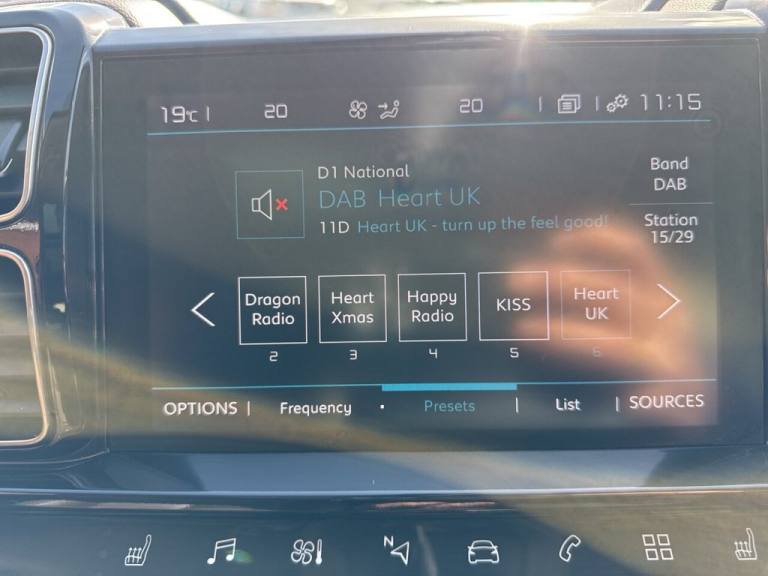 19°C | 20 20 | | 11:15
D1 National
DAB Heart UK
11D Heart UK - turn up the feel good!
Band
DAB
Station
15/29
Dragon
Radio
2
Heart
Xmas
3
Happy
Radio
4
KISS
5
Heart
UK
6
OPTIONS | Frequency · Presets | List | SOURCES
N